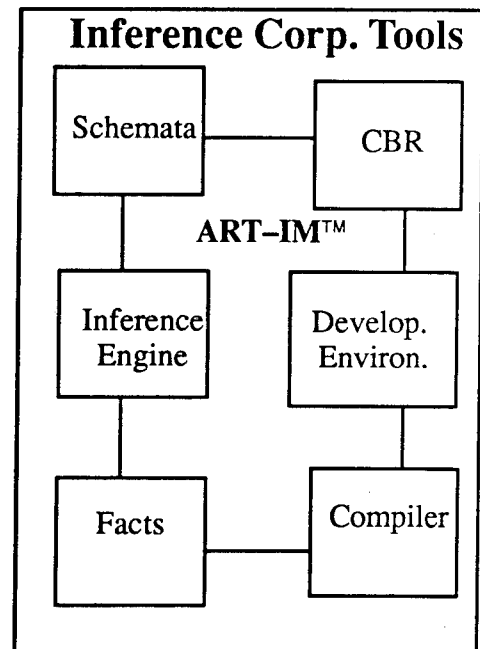 Inference Corp. Tools
Schemata
CBR
ART–IM™
Inference
Engine
Develop.
Environ.
Facts
Compiler